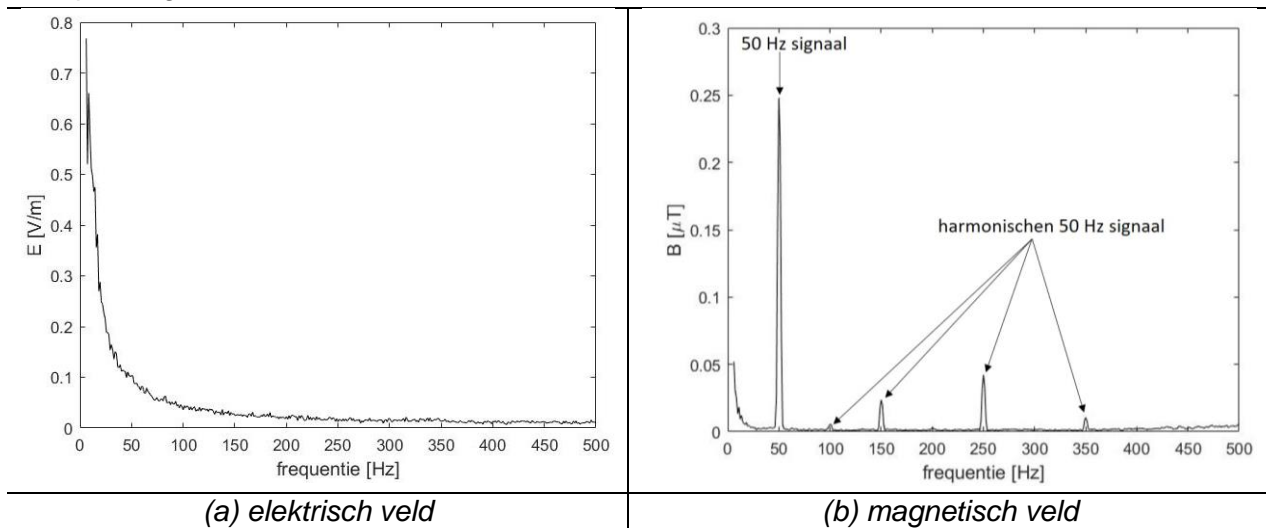 0.8
0.7
0.6
0.5
0.4
0.3
0.2
0.1
0
E [V/m]
0 50 100 150 200 250 300 350 400 450 500
frequentie [Hz]
0.3
0.25
0.2
0.15
0.1
0.05
0
B [μT]
50 Hz signaal
harmonischen 50 Hz signaal
0 50 100 150 200 250 300 350 400 450 500
frequentie [Hz]
(a) elektrisch veld
(b) magnetisch veld